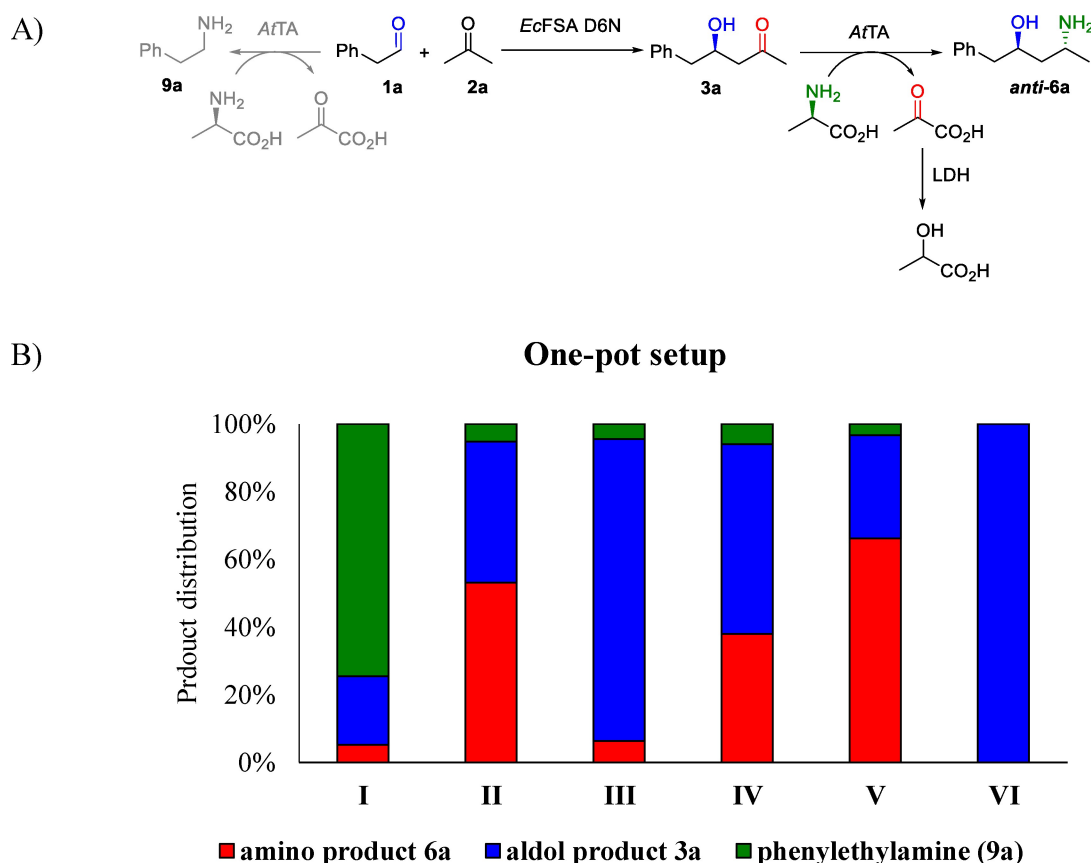 A)
NH2
Ph
9a
AtTA
NH2
CO2H
O
CO2H
Ph
O
1a
+
O
2a
EcFSA D6N
Ph
OH
O
3a
AtTA
NH2
CO2H
O
CO2H
LDH
OH
CO2H
Ph
OH
NH2
anti-6a
B)
One-pot setup
Prdouct distribution
100%
80%
60%
40%
20%
0%
I II III IV V VI
amino product 6a aldol product 3a phenylethylamine (9a)